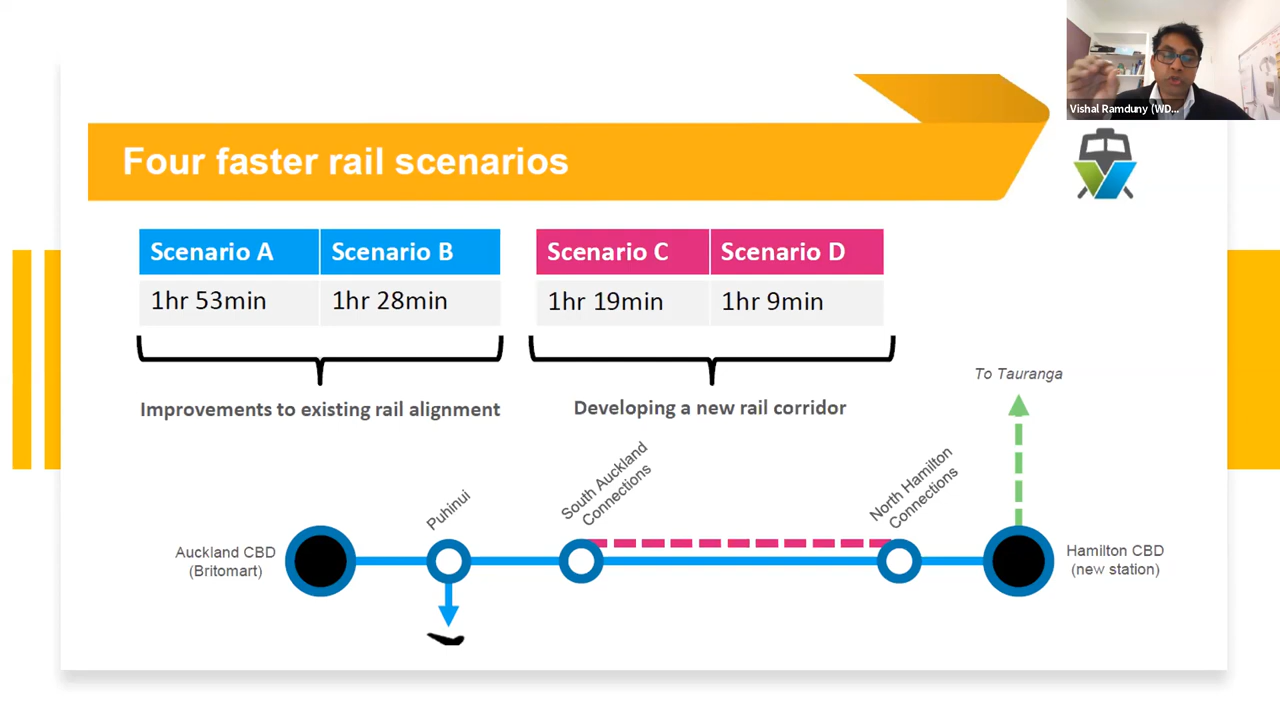 Vishal Ramduny (WD...
Four faster rail scenarios
Scenario A
Scenario B
Scenario C
Scenario D
1hr 53min
1hr 28min
1hr 19min
1hr 9min
Improvements to existing rail alignment
Developing a new rail corridor
To Tauranga
Auckland CBD
(Britomart)
Puhinui
South Auckland
Connections
North Hamilton
Connections
Hamilton CBD
(new station)